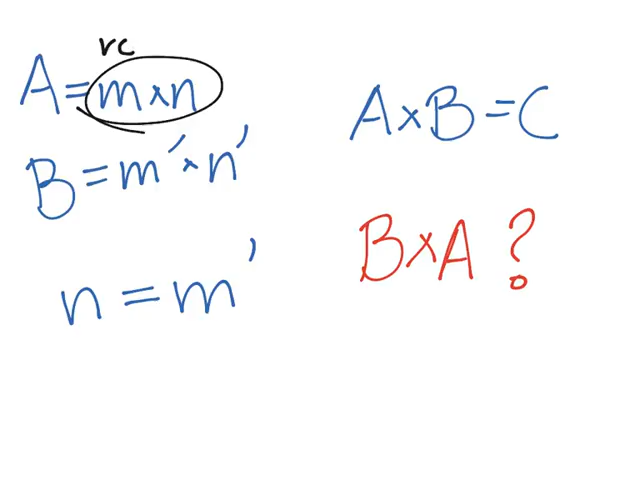 rc
A = m × n
B = m′ × n′
n = m′
A × B = C
B × A ?